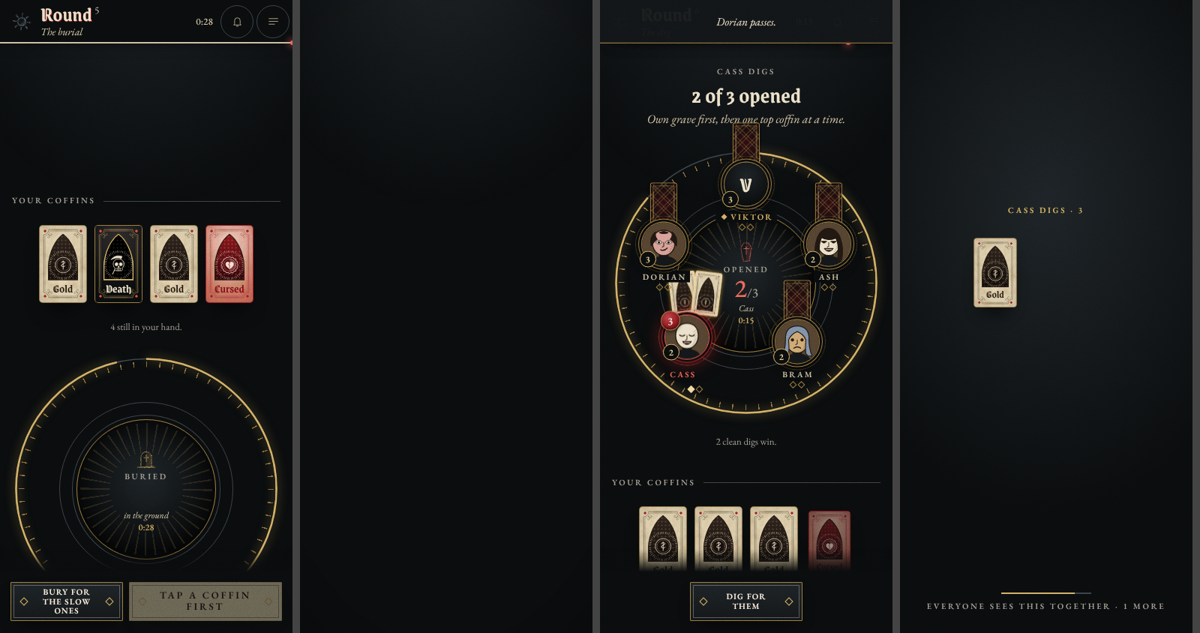 Round 5
The burial
0:28
YOUR COFFINS
Gold
Death
Gold
Cursed
4 still in your hand.
BURIED
in the ground
0:28
BURY FOR
THE SLOW
ONES
TAP A COFFIN
FIRST
Dorian passes.
CASS DIGS
2 of 3 opened
Own grave first, then one top coffin at a time.
V
3
VIKTOR
3
DORIAN
2
ASH
OPENED
2/3
Cass
0:15
3
2
CASS
2
BRAM
2 clean digs win.
YOUR COFFINS
DIG FOR
THEM
CASS DIGS · 3
Gold
EVERYONE SEES THIS TOGETHER · 1 MORE